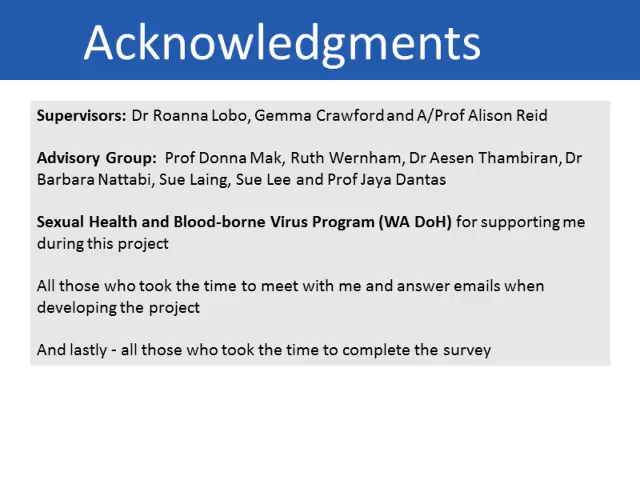 Acknowledgments
Supervisors: Dr Roanna Lobo, Gemma Crawford and A/Prof Alison Reid
Advisory Group: Prof Donna Mak, Ruth Wernham, Dr Aesen Thambiran, Dr
Barbara Nattabi, Sue Laing, Sue Lee and Prof Jaya Dantas
Sexual Health and Blood-borne Virus Program (WA DoH) for supporting me
during this project
All those who took the time to meet with me and answer emails when
developing the project
And lastly - all those who took the time to complete the survey